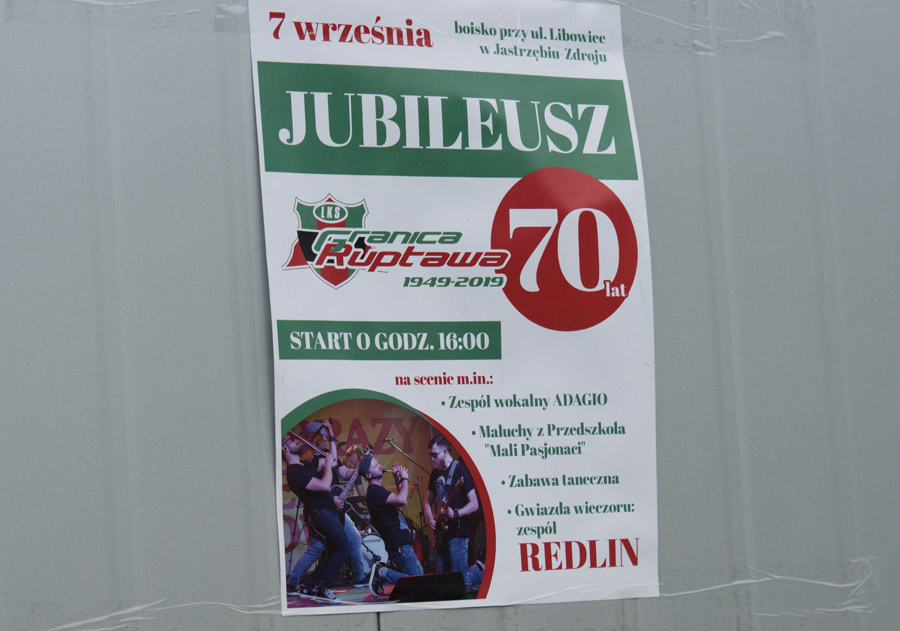 7 września
boisko przy ul. Libowiec
w Jastrzębiu-Zdroju
JUBILEUSZ
LKS
Granica
Ruptawa
1949-2019
70
lat
START O GODZ. 16:00
na scenie m.in.:
• Zespół wokalny ADAGIO
• Maluchy z Przedszkola
"Mali Pasjonaci"
• Zabawa taneczna
• Gwiazda wieczoru:
zespół
REDLIN